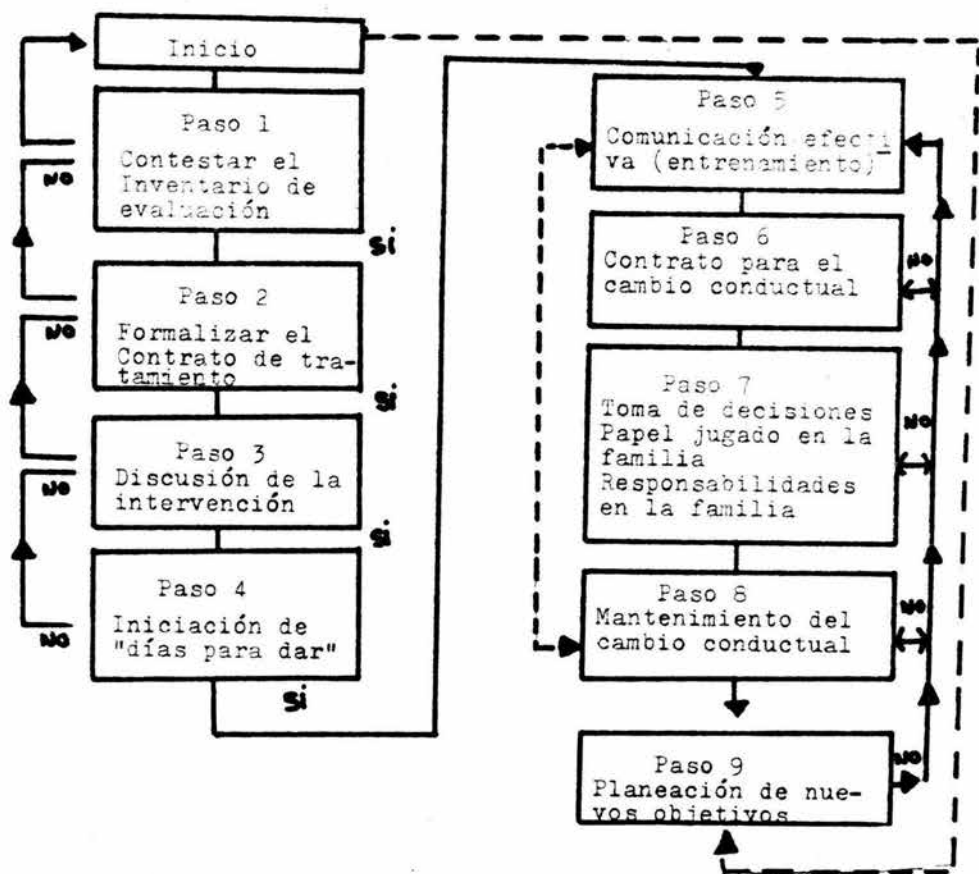 Inicio
Paso 1
Contestar el
Inventario de
evaluación
NO
si
Paso 2
Formalizar el
Contrato de tra-
tamiento
NO
si
Paso 3
Discusión de la
intervención
NO
si
Paso 4
Iniciación de
"días para dar"
NO
si
Paso 5
Comunicación efecti
va (entrenamiento)
Paso 6
Contrato para el
cambio conductual
NO
Paso 7
Toma de decisiones
Papel jugado en la
familia
Responsabilidades
en la familia
NO
Paso 8
Mantenimiento del
cambio conductual
NO
Paso 9
Planeación de nue-
vos objetivos
NO